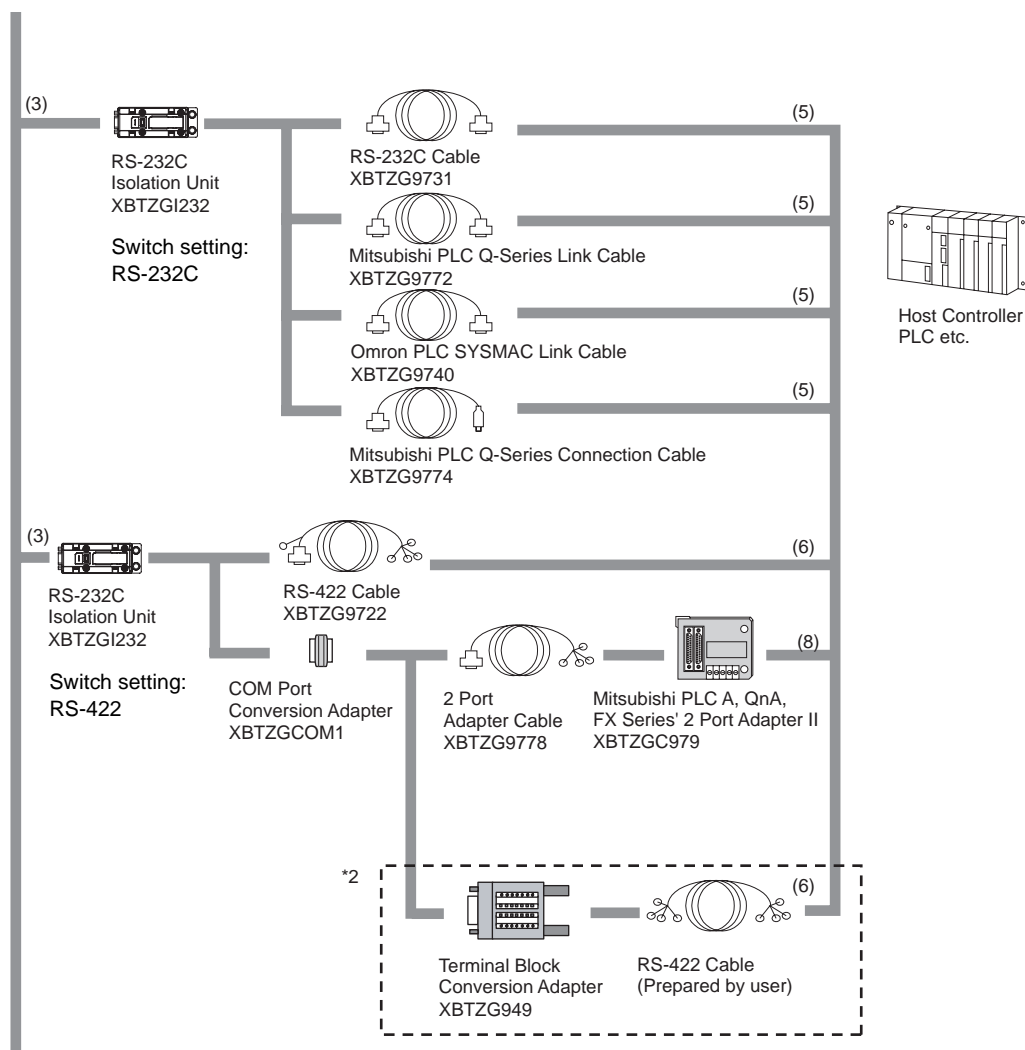 (3)
RS-232C
Isolation Unit
XBTZGI232
Switch setting:
RS-232C
(5)
RS-232C Cable
XBTZG9731
(5)
Mitsubishi PLC Q-Series Link Cable
XBTZG9772
(5)
Omron PLC SYSMAC Link Cable
XBTZG9740
(5)
Mitsubishi PLC Q-Series Connection Cable
XBTZG9774
Host Controller
PLC etc.
(3)
RS-232C
Isolation Unit
XBTZGI232
Switch setting:
RS-422
(6)
RS-422 Cable
XBTZG9722
COM Port
Conversion Adapter
XBTZGCOM1
2 Port
Adapter Cable
XBTZG9778
(8)
Mitsubishi PLC A, QnA,
FX Series' 2 Port Adapter II
XBTZGC979
*2
(6)
Terminal Block
Conversion Adapter
XBTZG949
RS-422 Cable
(Prepared by user)